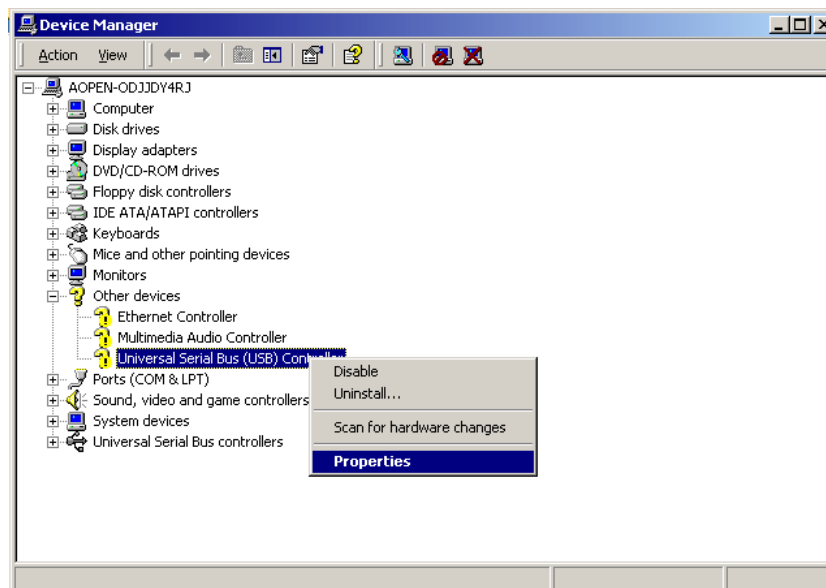 Device Manager
Action View
AOPEN-ODJJDY4RJ
Computer
Disk drives
Display adapters
DVD/CD-ROM drives
Floppy disk controllers
IDE ATA/ATAPI controllers
Keyboards
Mice and other pointing devices
Monitors
Other devices
Ethernet Controller
Multimedia Audio Controller
Universal Serial Bus (USB) Controller
Ports (COM & LPT)
Sound, video and game controllers
System devices
Universal Serial Bus controllers
Disable
Uninstall...
Scan for hardware changes
Properties